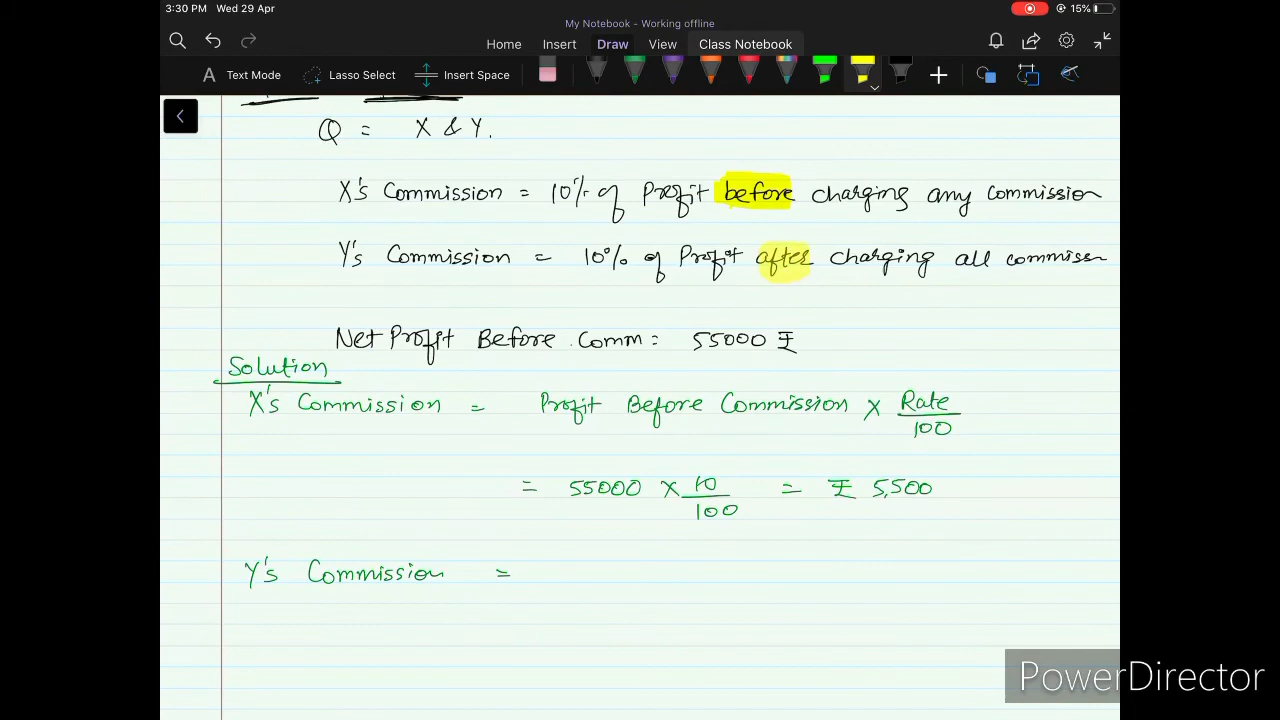 3:30 PM Wed 29 Apr
15%
My Notebook - Working offline
Home Insert Draw View Class Notebook
A Text Mode Lasso Select Insert Space
Q = X & Y.
X's Commission = 10% of Profit before charging any commission
Y's Commission = 10% of Profit after charging all commissen
Net Profit Before Comm: 55000 ₹
Solution
X's Commission = Profit Before Commission X Rate/100
= 55000 X 10/100 = ₹ 5,500
Y's Commission =
PowerDirector